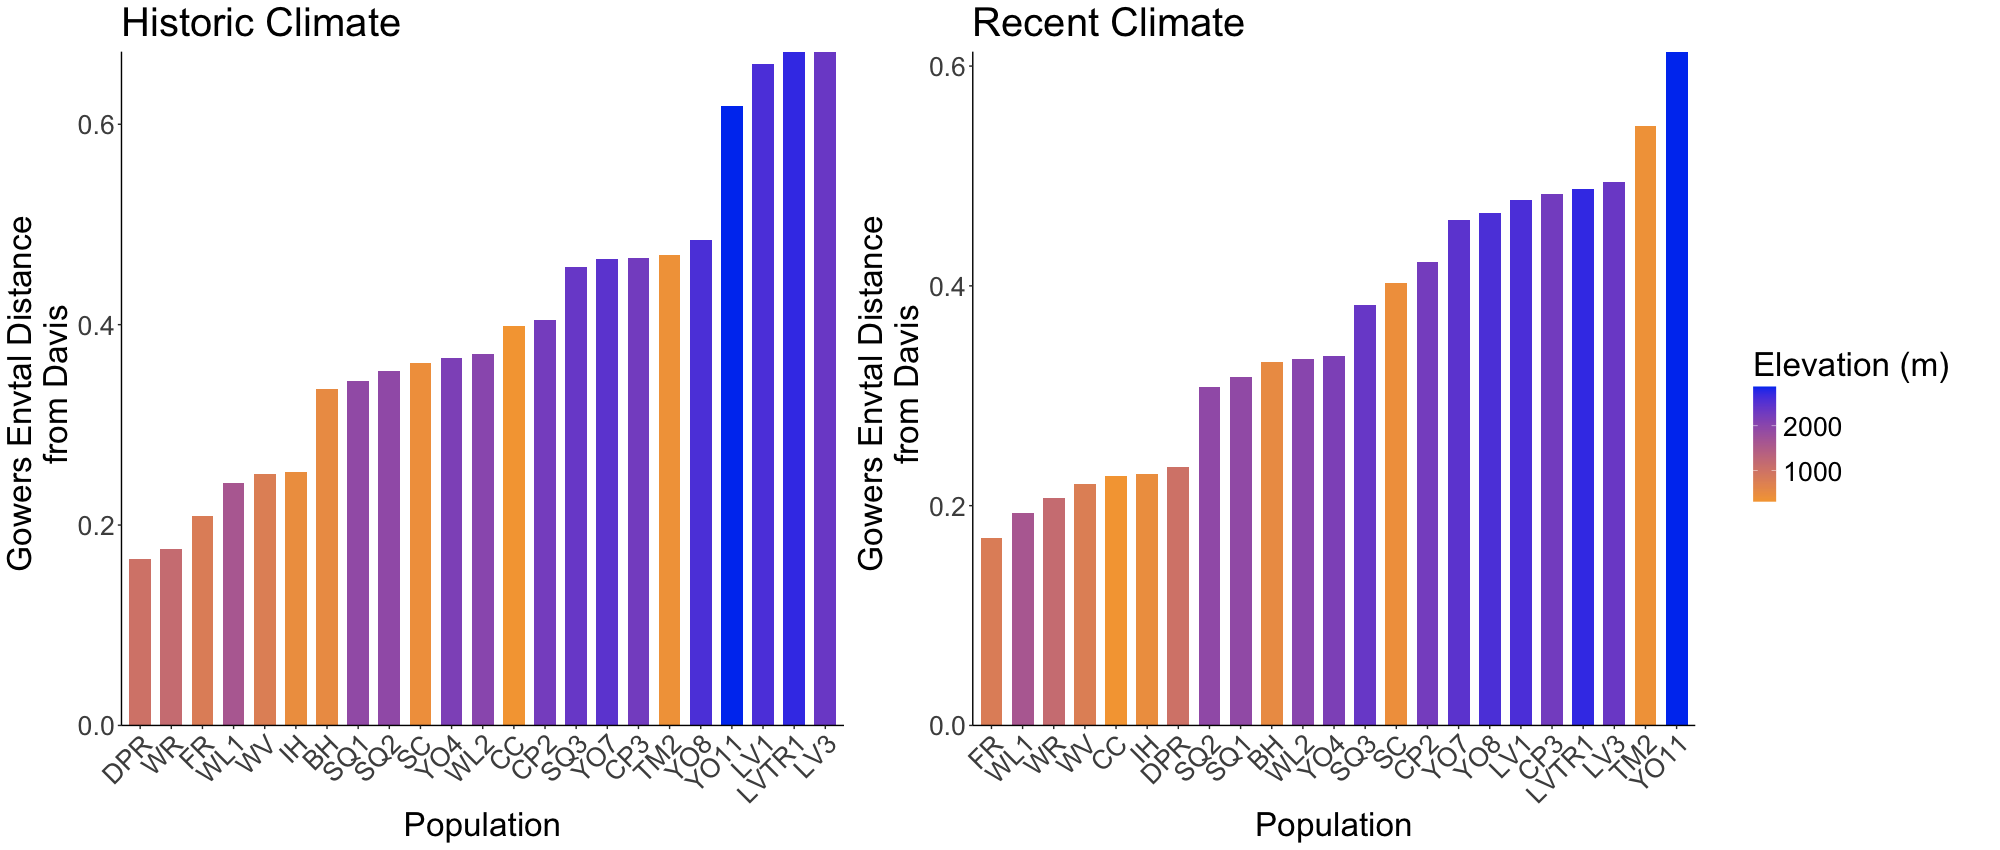 Historic Climate
Gowers Envtal Distance
from Davis
0.6
0.4
0.2
0.0
DPR WR FR WL1 WV IH BH SQ1 SQ2 SC YO4 WL2 CC CP2 SQ3 YO7 CP3 TM2 YO8 YO11 LV1 LVTR1 LV3
Population
Recent Climate
Gowers Envtal Distance
from Davis
0.6
0.4
0.2
0.0
FR WL1 WR WV CC IH DPR SQ2 SQ1 BH WL2 YO4 SQ3 SC CP2 YO7 YO8 LV1 CP3 LVTR1 LV3 TM2 YO11
Population
Elevation (m)
2000
1000